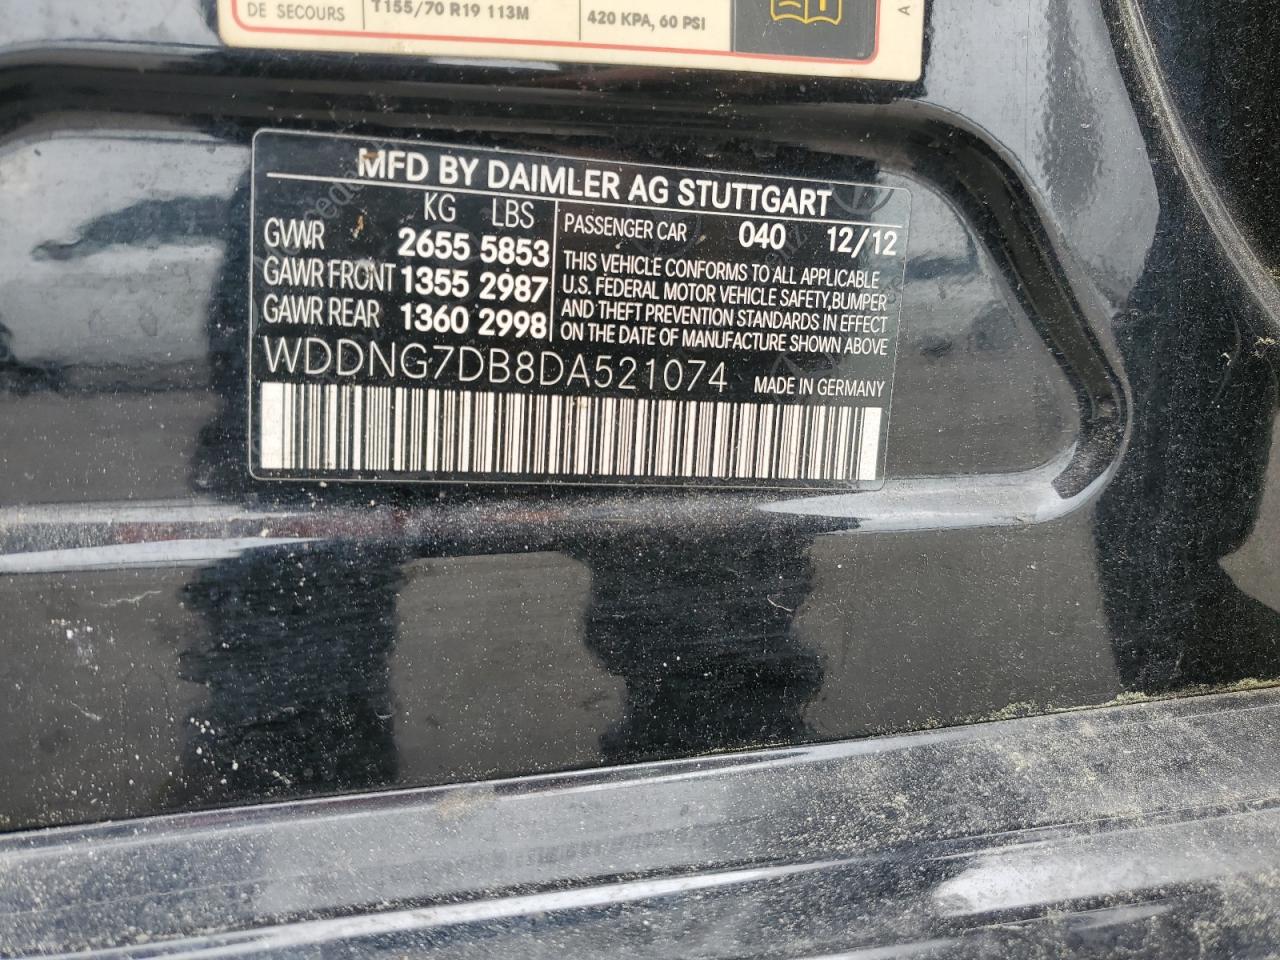 DE SECOURS T155/70 R19 113M 420 KPA, 60 PSI
A
MFD BY DAIMLER AG STUTTGART
KG LBS
GVWR 2655 5853
GAWR FRONT 1355 2987
GAWR REAR 1360 2998
PASSENGER CAR 040 12/12
THIS VEHICLE CONFORMS TO ALL APPLICABLE
U.S. FEDERAL MOTOR VEHICLE SAFETY, BUMPER
AND THEFT PREVENTION STANDARDS IN EFFECT
ON THE DATE OF MANUFACTURE SHOWN ABOVE
WDDNG7DB8DA521074 MADE IN GERMANY